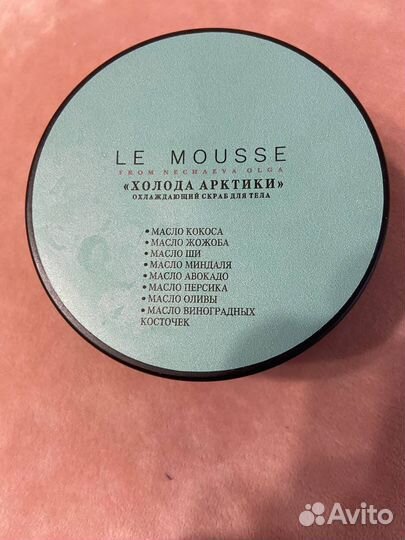 LE MOUSSE
FROM NECHAEVA OLGA
«ХОЛОДА АРКТИКИ»
ОХЛАЖДАЮЩИЙ СКРАБ ДЛЯ ТЕЛА
• МАСЛО КОКОСА
• МАСЛО ЖОЖОБА
• МАСЛО ШИ
• МАСЛО МИНДАЛЯ
• МАСЛО АВОКАДО
• МАСЛО ПЕРСИКА
• МАСЛО ОЛИВЫ
• МАСЛО ВИНОГРАДНЫХ
КОСТОЧЕК
Avito